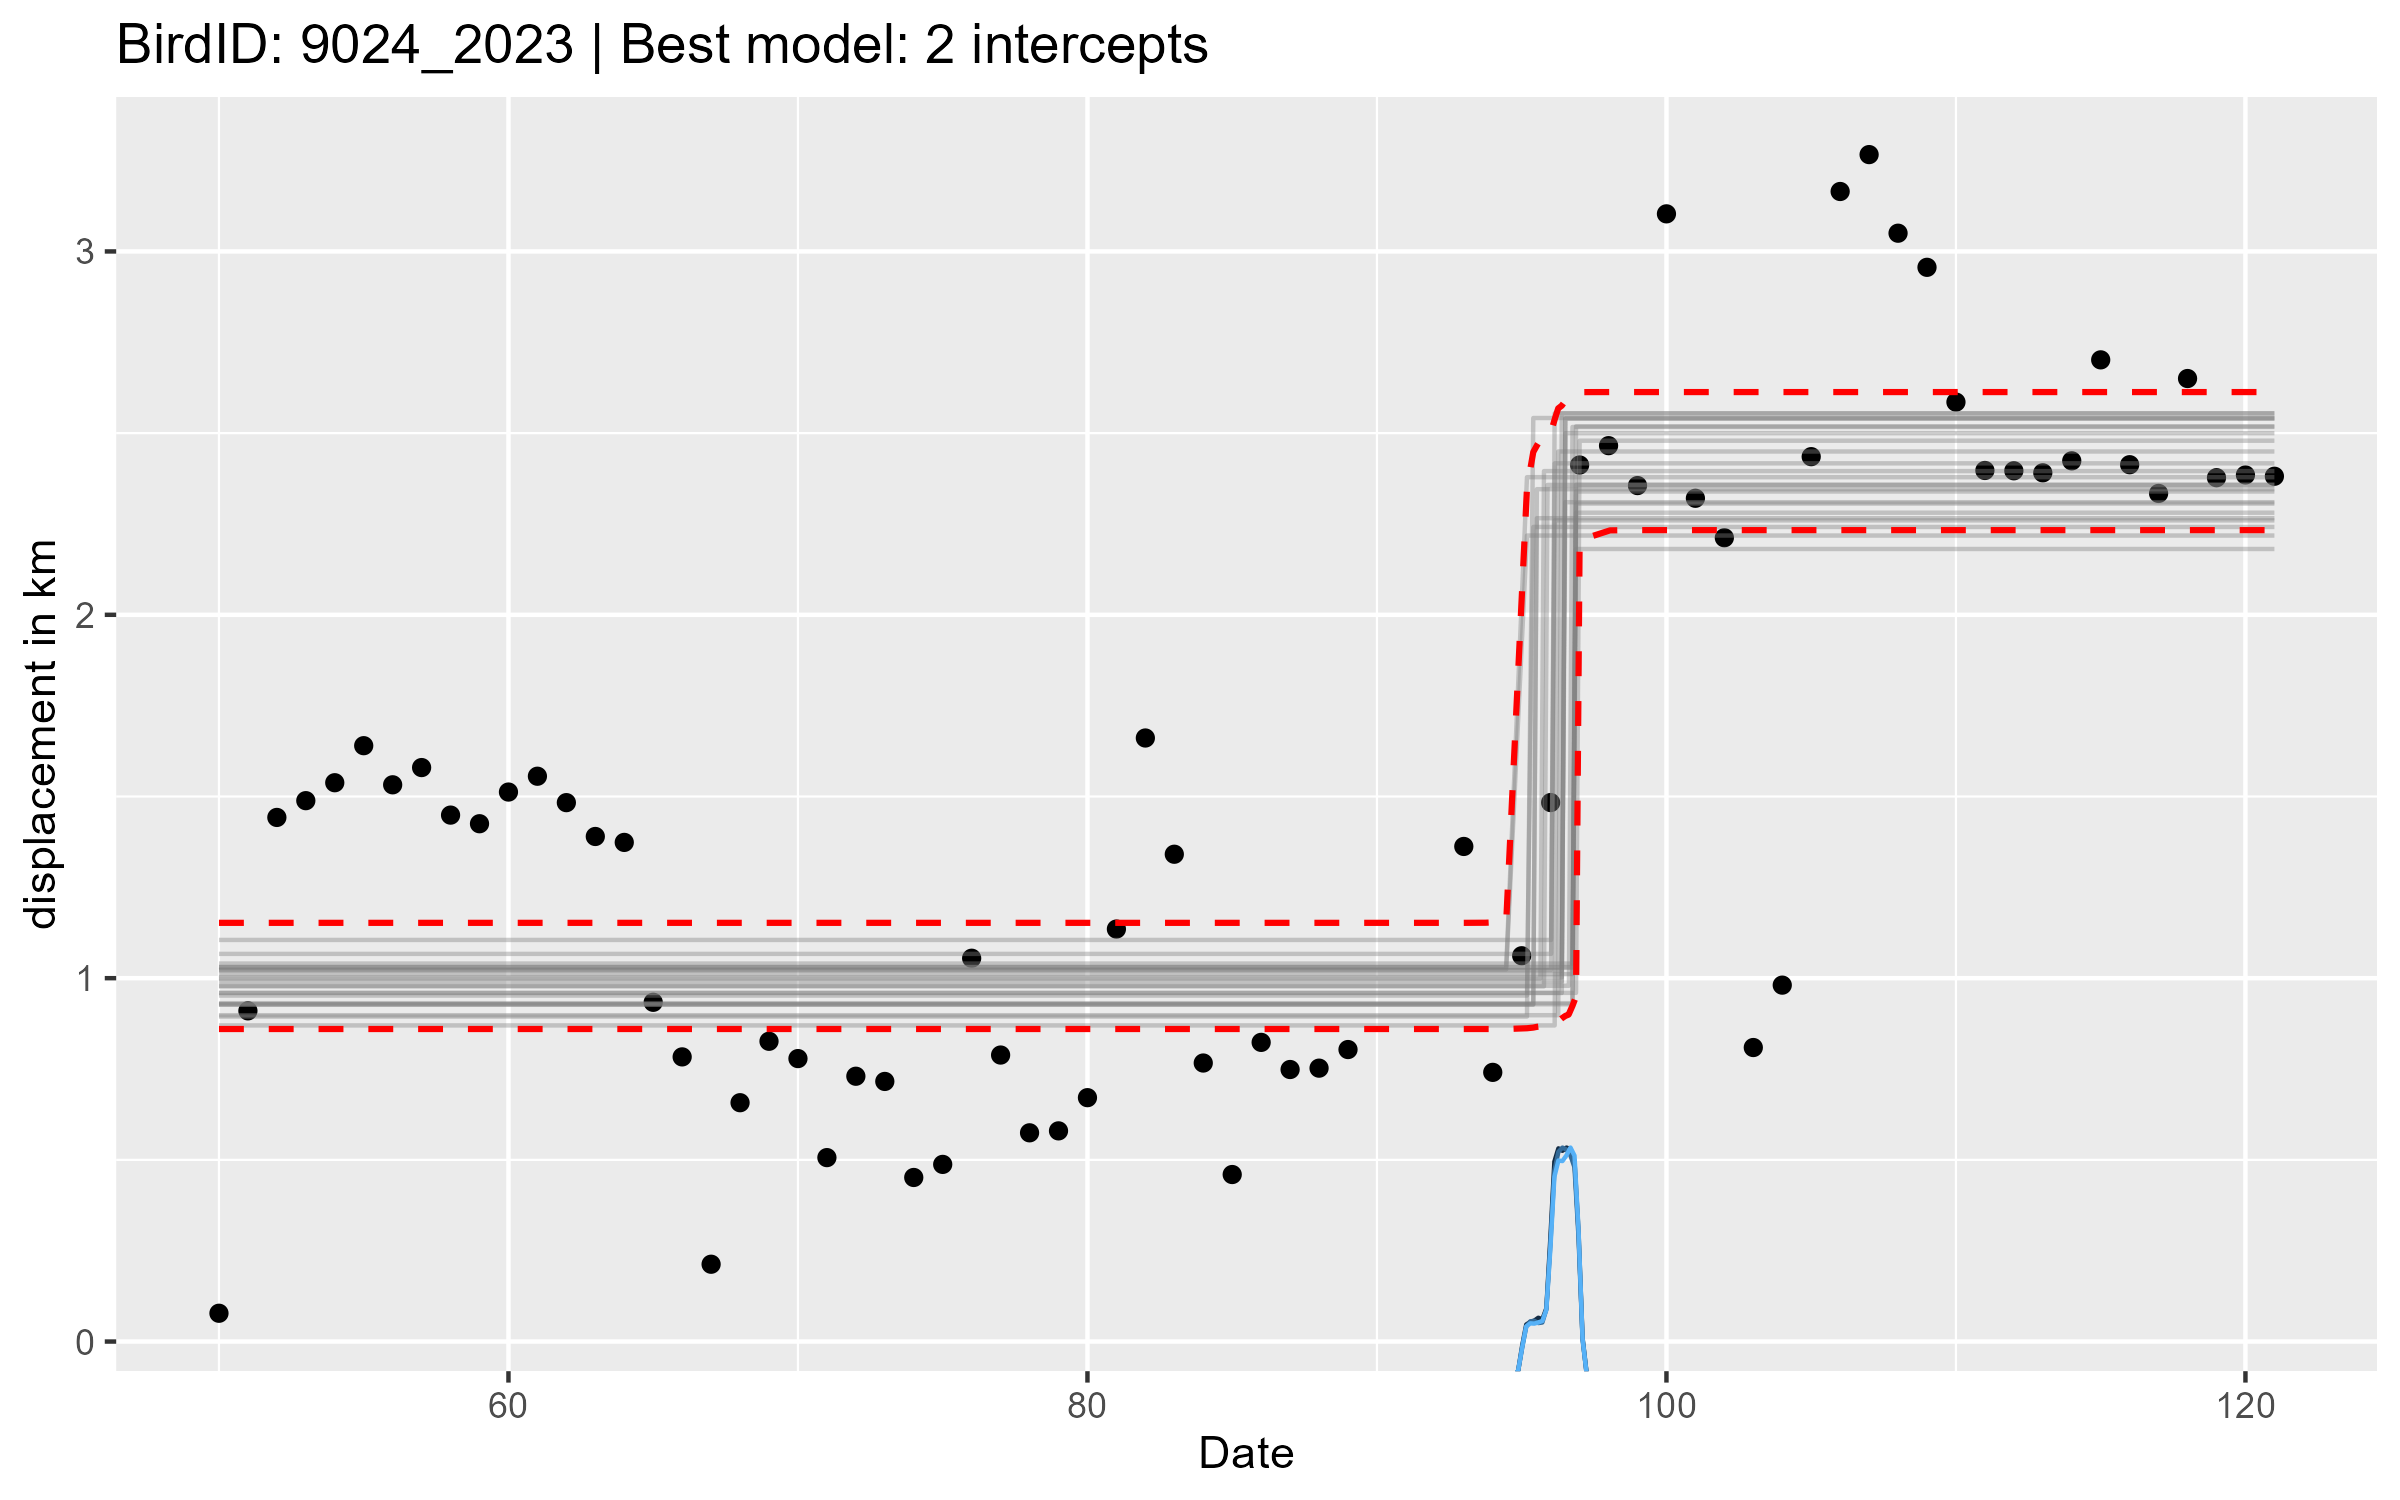 BirdID: 9024_2023 | Best model: 2 intercepts
displacement in km
3
2
1
0
60
80
100
120
Date